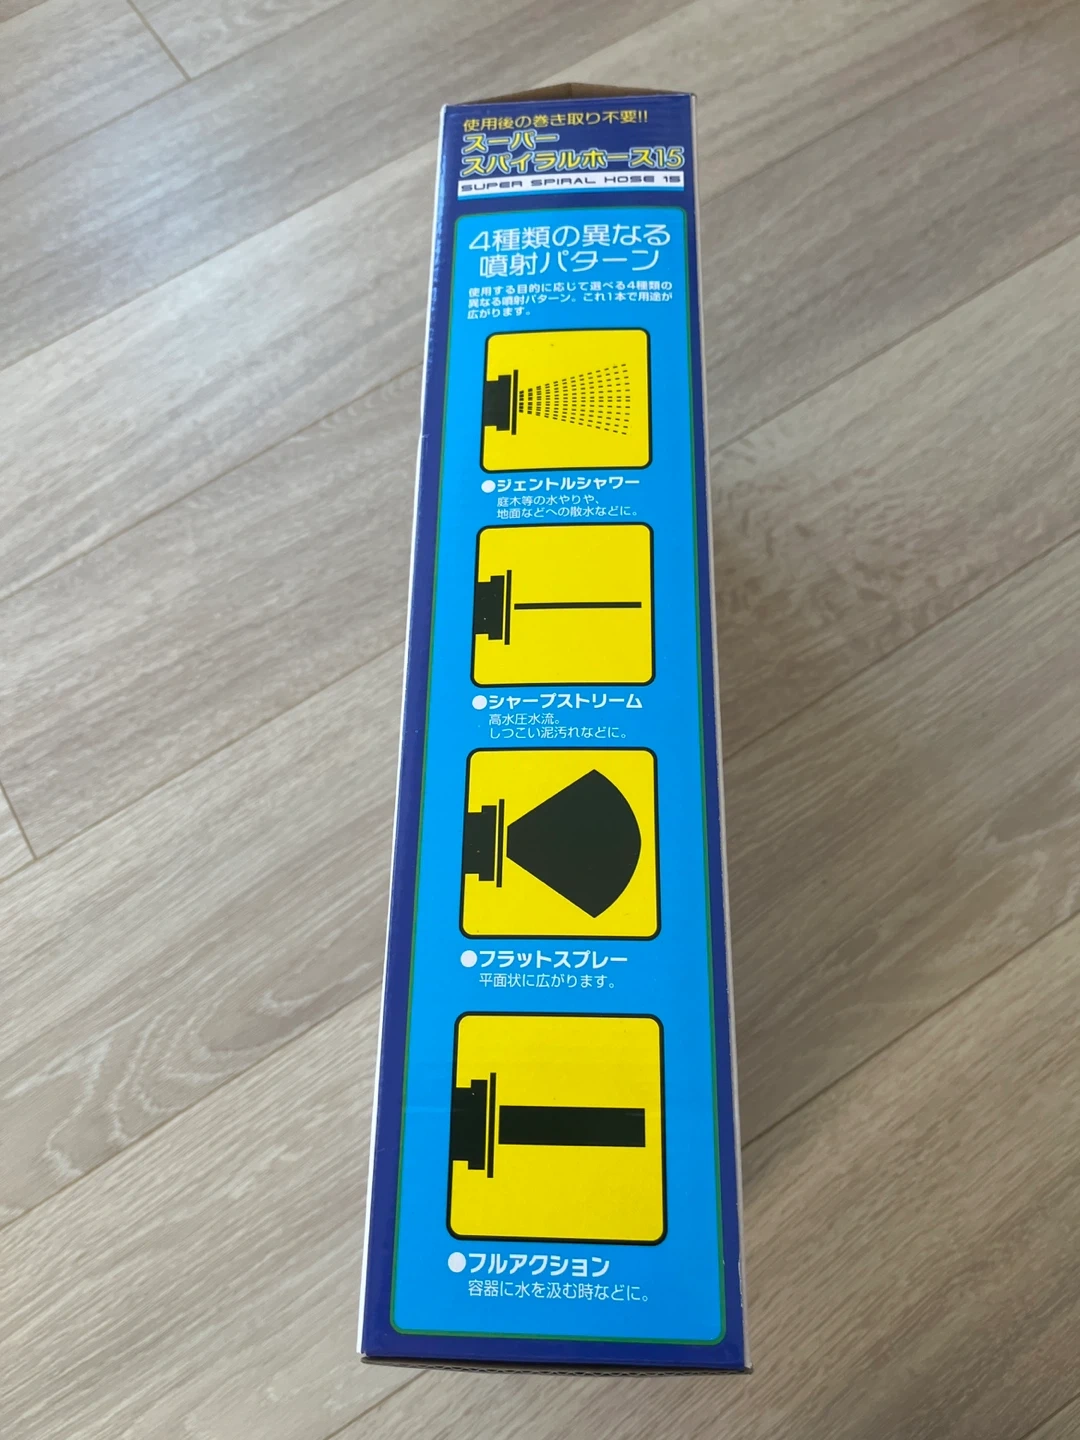 使用後の巻き取り不要!!
スーパー
スパイラルホース15
SUPER SPIRAL HOSE 15
4種類の異なる
噴射パターン
使用する目的に応じて選べる4種類の
異なる噴射パターン。これ1本で用途が
広がります。
●ジェントルシャワー
庭木等の水やりや、
地面などへの散水などに。
●シャープストリーム
高水圧水流。
しつこい泥汚れなどに。
●フラットスプレー
平面状に広がります。
●フルアクション
容器に水を汲む時などに。